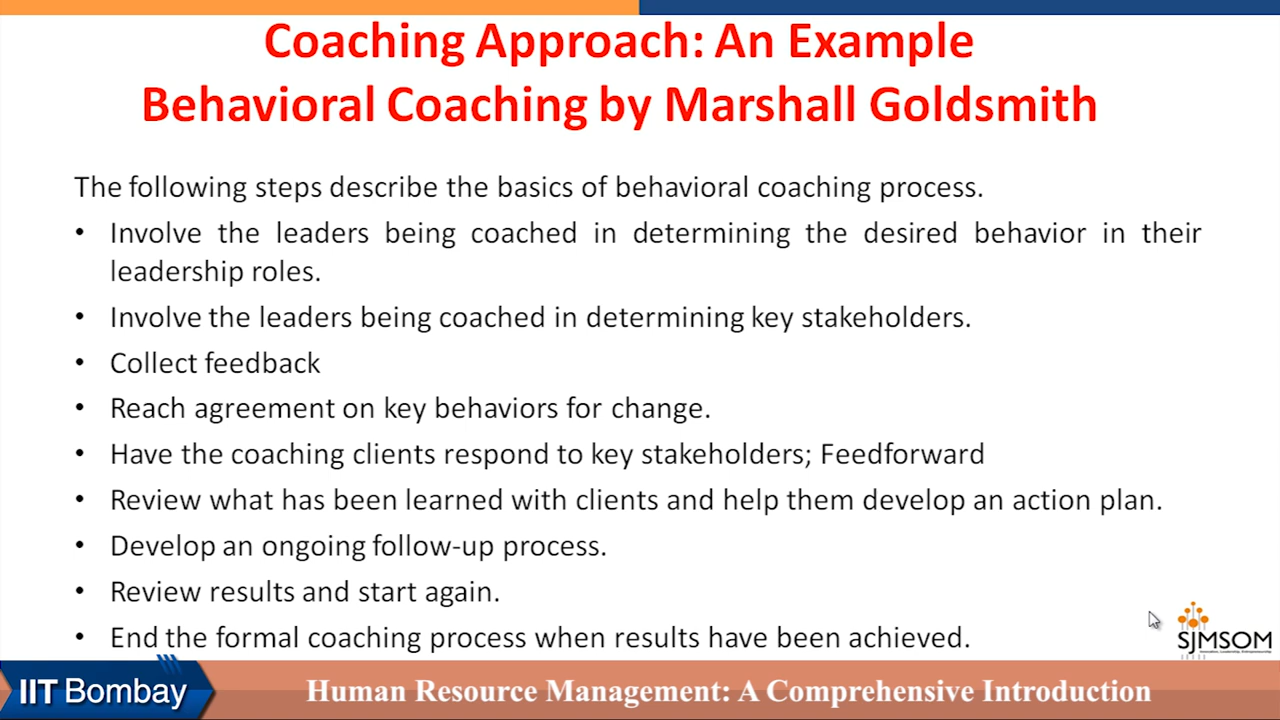 Coaching Approach: An Example
Behavioral Coaching by Marshall Goldsmith
The following steps describe the basics of behavioral coaching process.
• Involve the leaders being coached in determining the desired behavior in their
leadership roles.
• Involve the leaders being coached in determining key stakeholders.
• Collect feedback
• Reach agreement on key behaviors for change.
• Have the coaching clients respond to key stakeholders; Feedforward
• Review what has been learned with clients and help them develop an action plan.
• Develop an ongoing follow-up process.
• Review results and start again.
• End the formal coaching process when results have been achieved.
SJMSOM
IIT Bombay
Human Resource Management: A Comprehensive Introduction